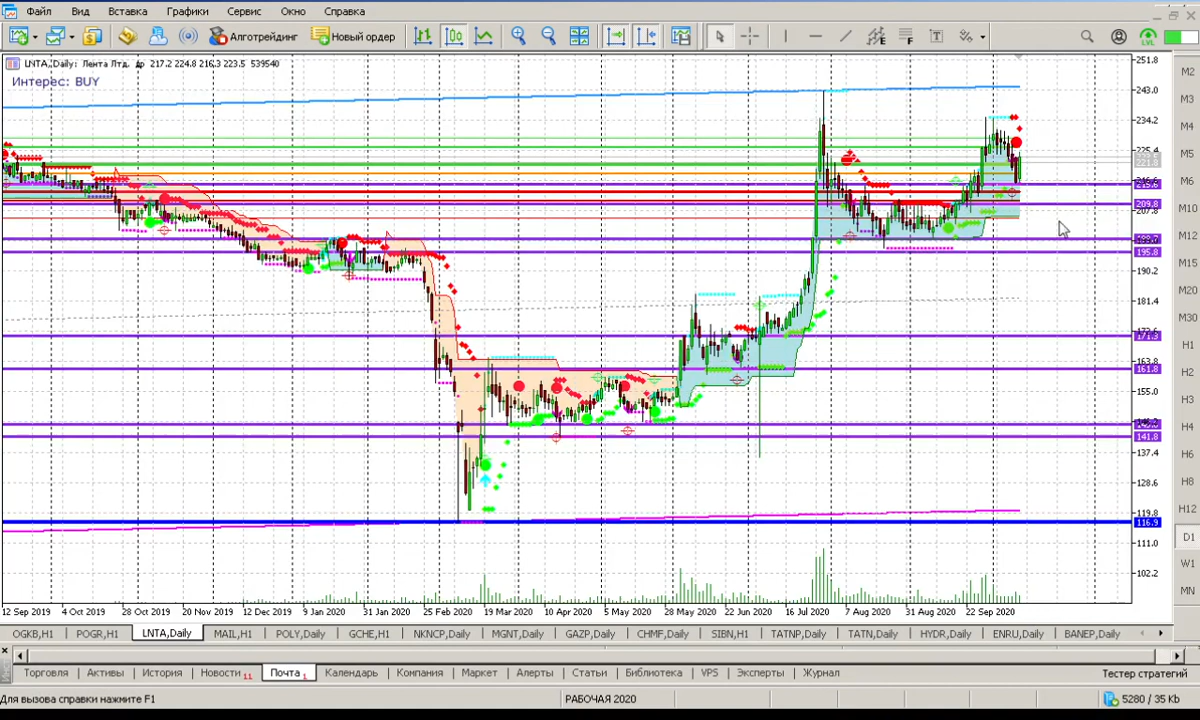 Файл Вид Вставка Графики Сервис Окно Справка
Алготрейдинг Новый ордер T LVL
LNTA, Daily: Лента Лтд. др 217.2 224.8 216.3 223.5 539540
Интерес: BUY
251.8
243.0
234.2
225.4
221.3
215.6
209.8
207.8
195.8
190.2
181.4
171.3
163.8
161.8
155.0
141.8
137.4
128.6
119.8
116.9
111.0
102.2
M2
M3
M4
M5
M6
M10
M12
M15
M20
M30
H1
H2
H3
H4
H6
H8
H12
D1
W1
MN
12 Sep 2019 4 Oct 2019 28 Oct 2019 20 Nov 2019 12 Dec 2019 9 Jan 2020 31 Jan 2020 25 Feb 2020 19 Mar 2020 10 Apr 2020 5 May 2020 28 May 2020 22 Jun 2020 16 Jul 2020 7 Aug 2020 31 Aug 2020 22 Sep 2020
OGKB,H1 POGR,H1 LNTA,Daily MAIL,H1 POLY,Daily GCHE,H1 NKNCP,Daily MGNT,Daily GAZP,Daily CHMF,Daily SIBN,H1 TATNP,Daily TATN,Daily HYDR,Daily ENRU,Daily BANEP,Daily
Торговля Активы История Новости 11 Почта 1 Календарь Компания Маркет Алерты Статьи Библиотека VPS Эксперты Журнал Тестер стратегий
Для вызова справки нажмите F1 РАБОЧАЯ 2020 5280 / 35 Kb